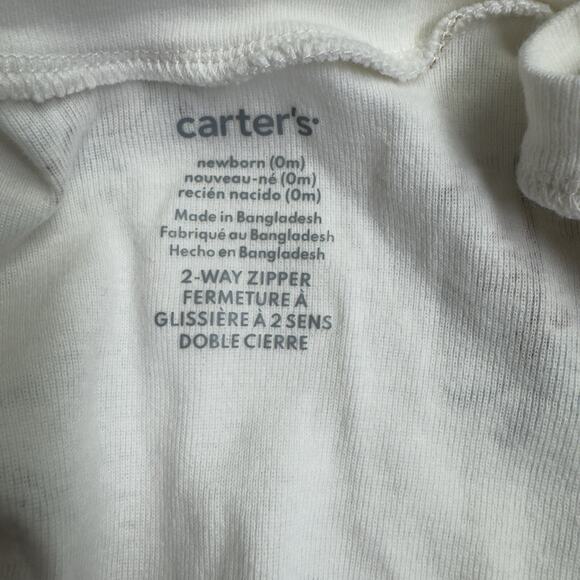 carter's
newborn (0m)
nouveau-né (0m)
recién nacido (0m)
Made in Bangladesh
Fabriqué au Bangladesh
Hecho en Bangladesh
2-WAY ZIPPER
FERMETURE À
GLISSIÈRE À 2 SENS
DOBLE CIERRE